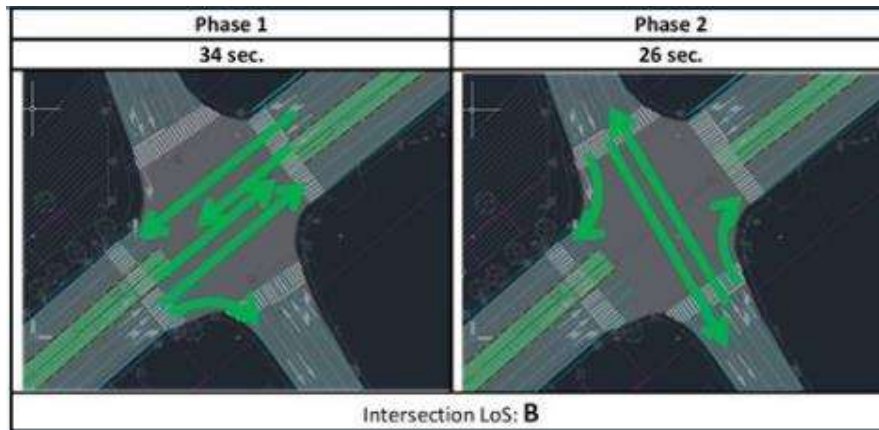 Phase 1
Phase 2
34 sec.
26 sec.
Intersection LoS: B